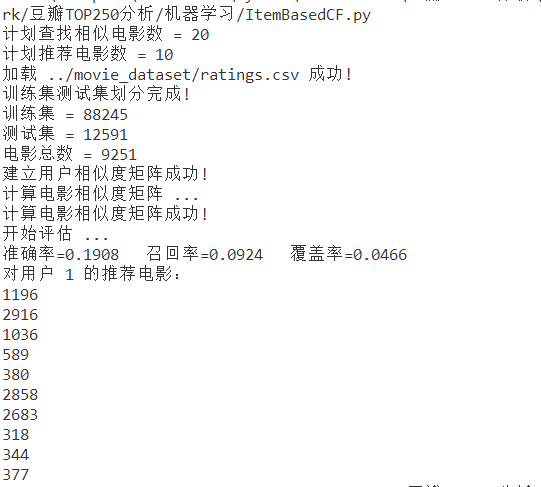 rk/豆瓣TOP250分析/机器学习/ItemBasedCF.py
计划查找相似电影数 = 20
计划推荐电影数 = 10
加载 ../movie_dataset/ratings.csv 成功!
训练集测试集划分完成!
训练集 = 88245
测试集 = 12591
电影总数 = 9251
建立用户相似度矩阵成功!
计算电影相似度矩阵 ...
计算电影相似度矩阵成功!
开始评估 ...
准确率=0.1908 召回率=0.0924 覆盖率=0.0466
对用户 1 的推荐电影:
1196
2916
1036
589
380
2858
2683
318
344
377